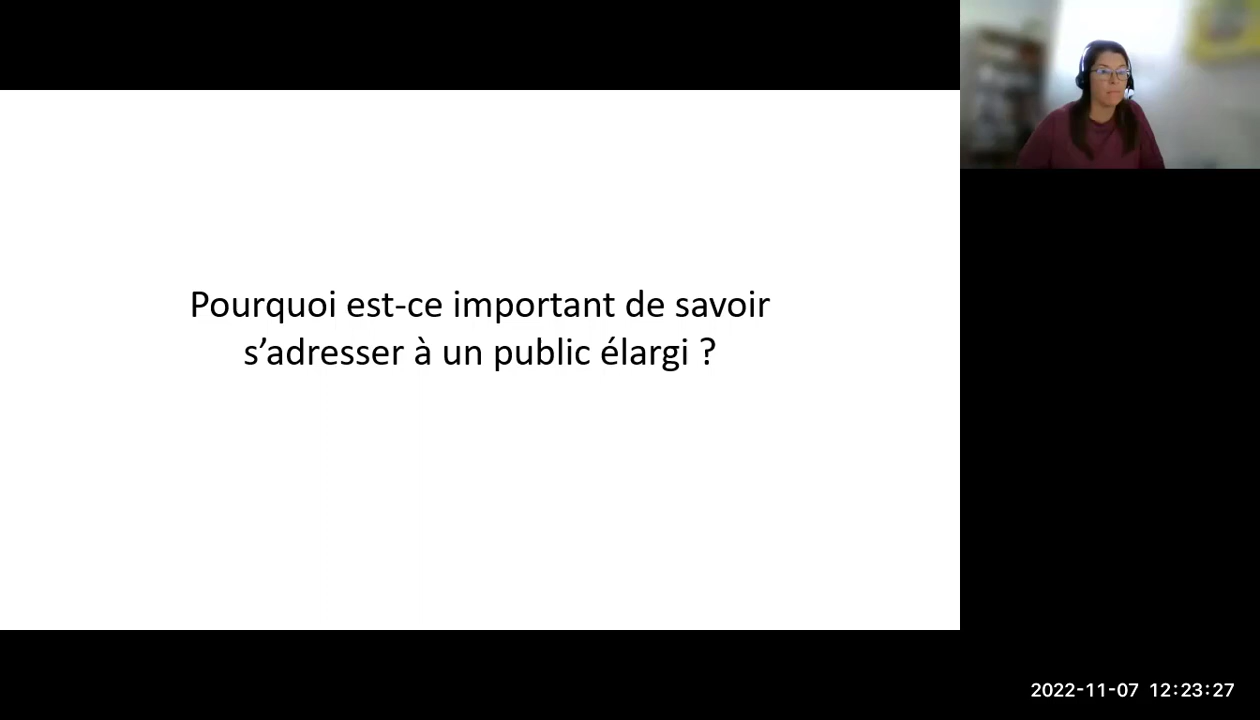 Pourquoi est-ce important de savoir
s’adresser à un public élargi ?
2022-11-07 12:23:27